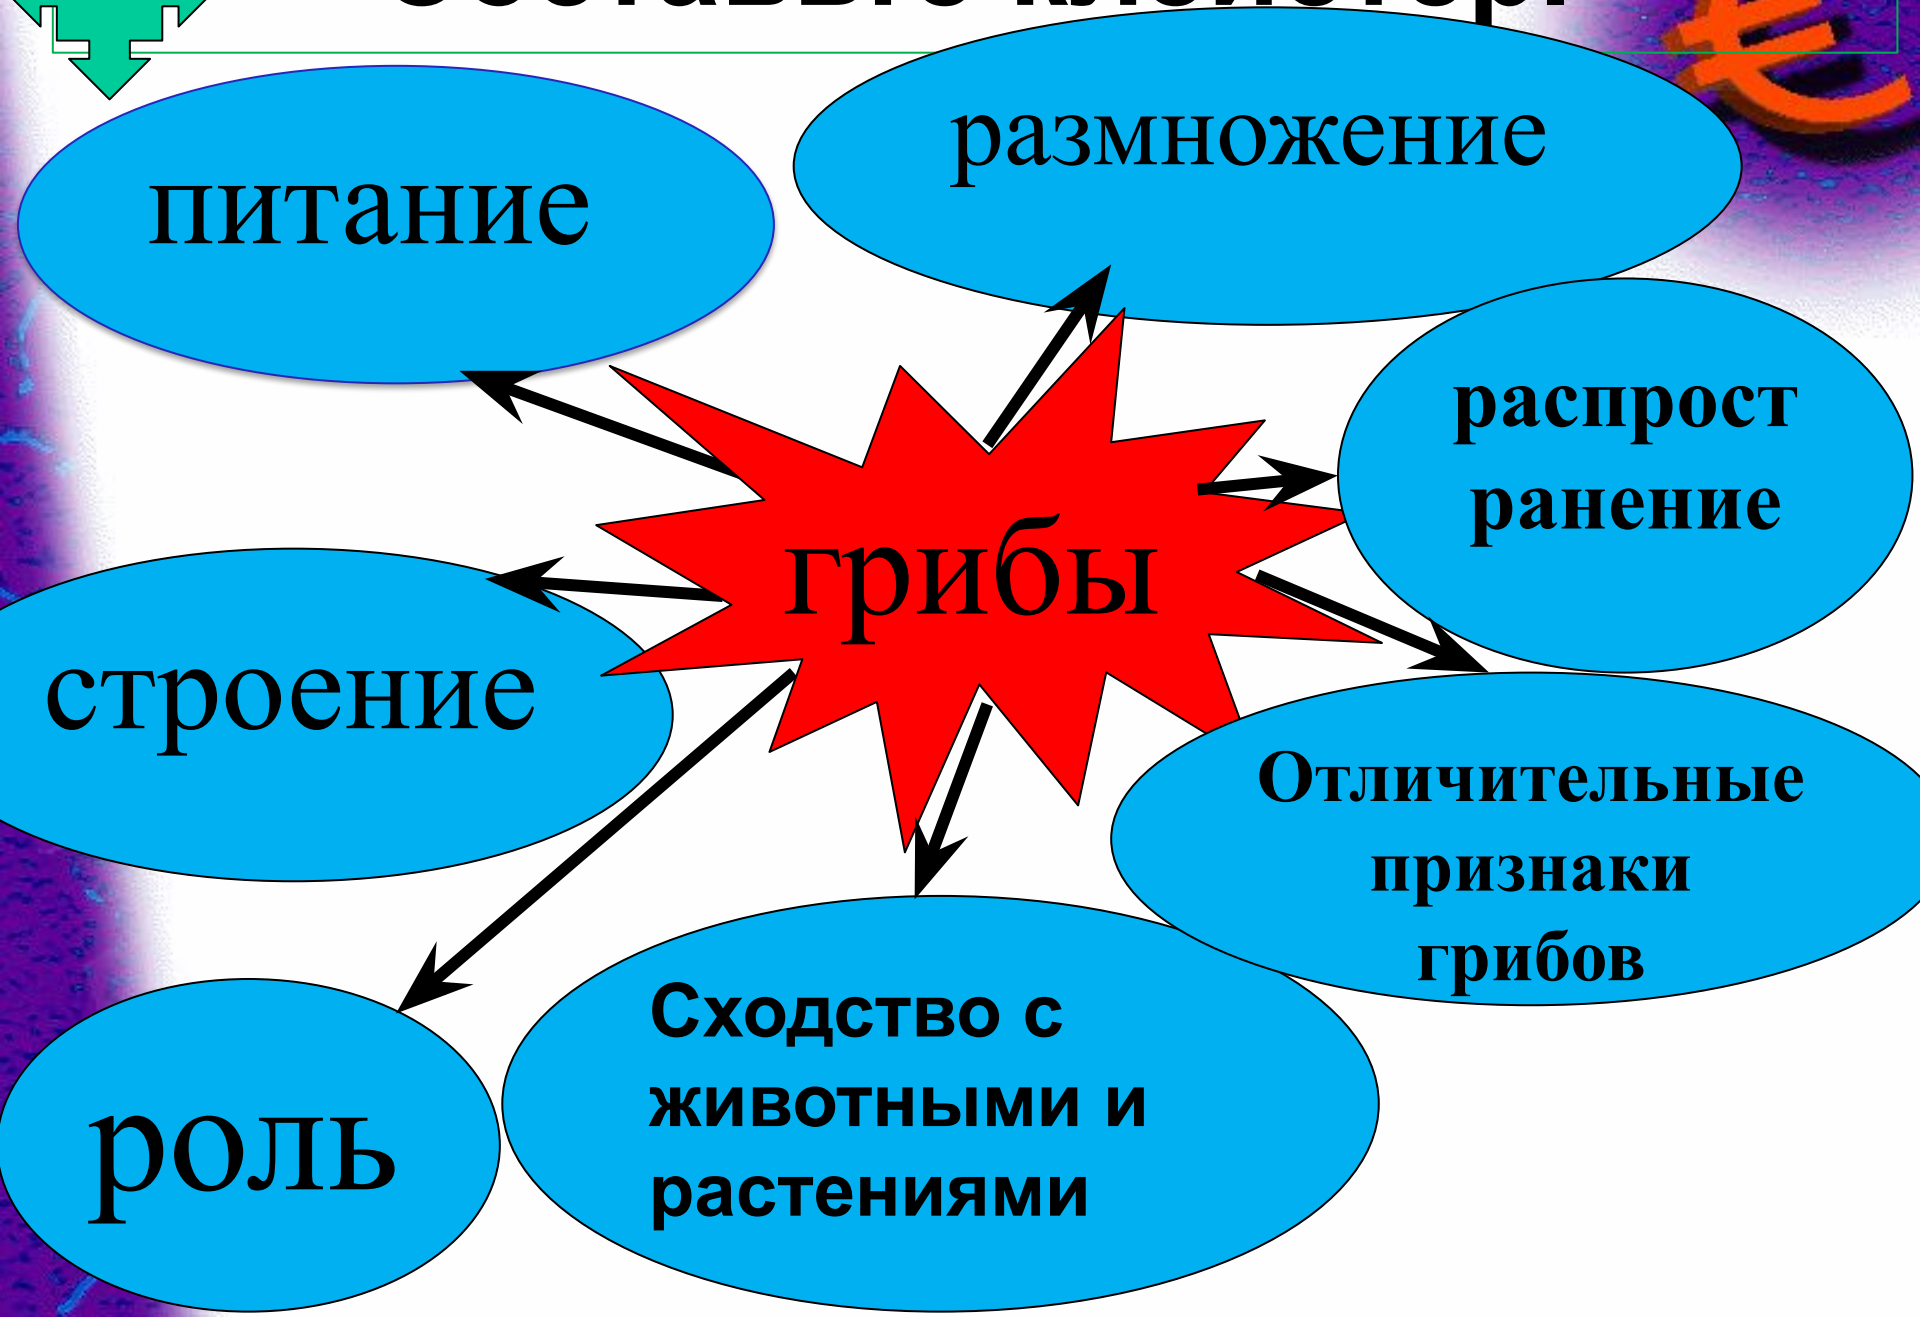 питание
размножение
распрост
ранение
грибы
строение
Отличительные
признаки
грибов
роль
Сходство с
животными и
растениями